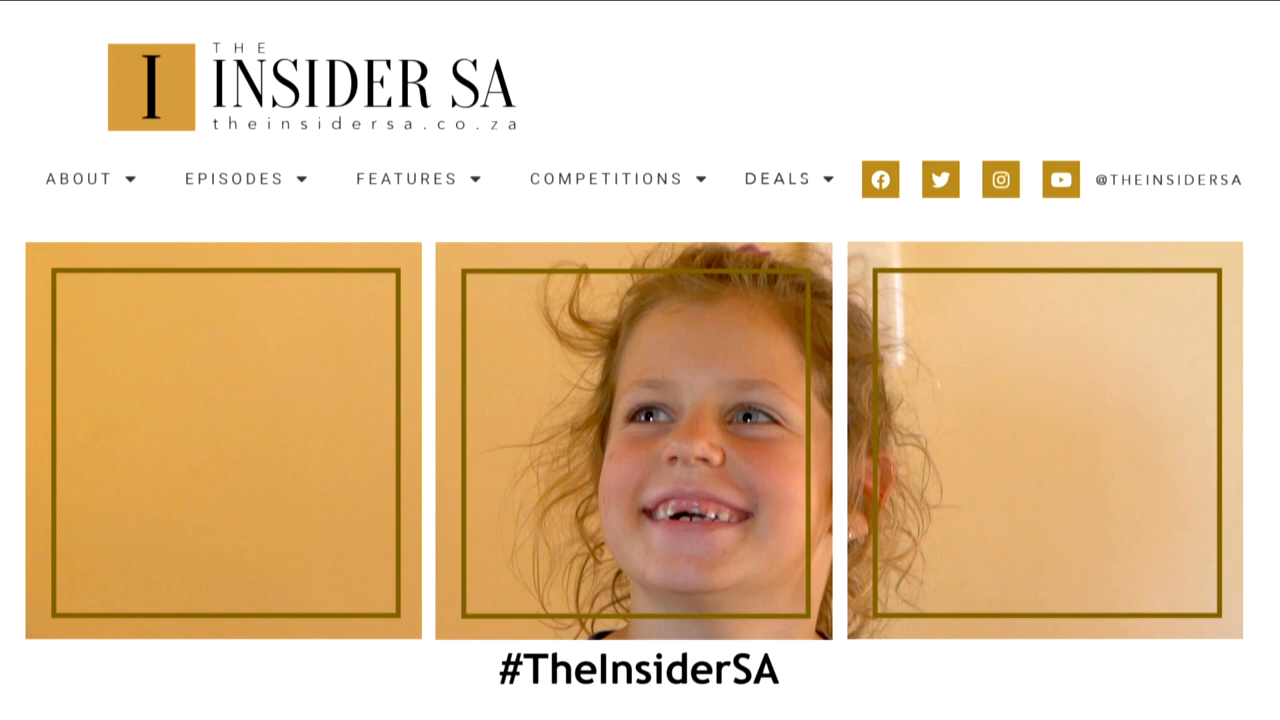 I
THE
INSIDER SA
theinsidersa.co.za
ABOUT EPISODES FEATURES COMPETITIONS DEALS @THEINSIDERSA
#TheInsiderSA